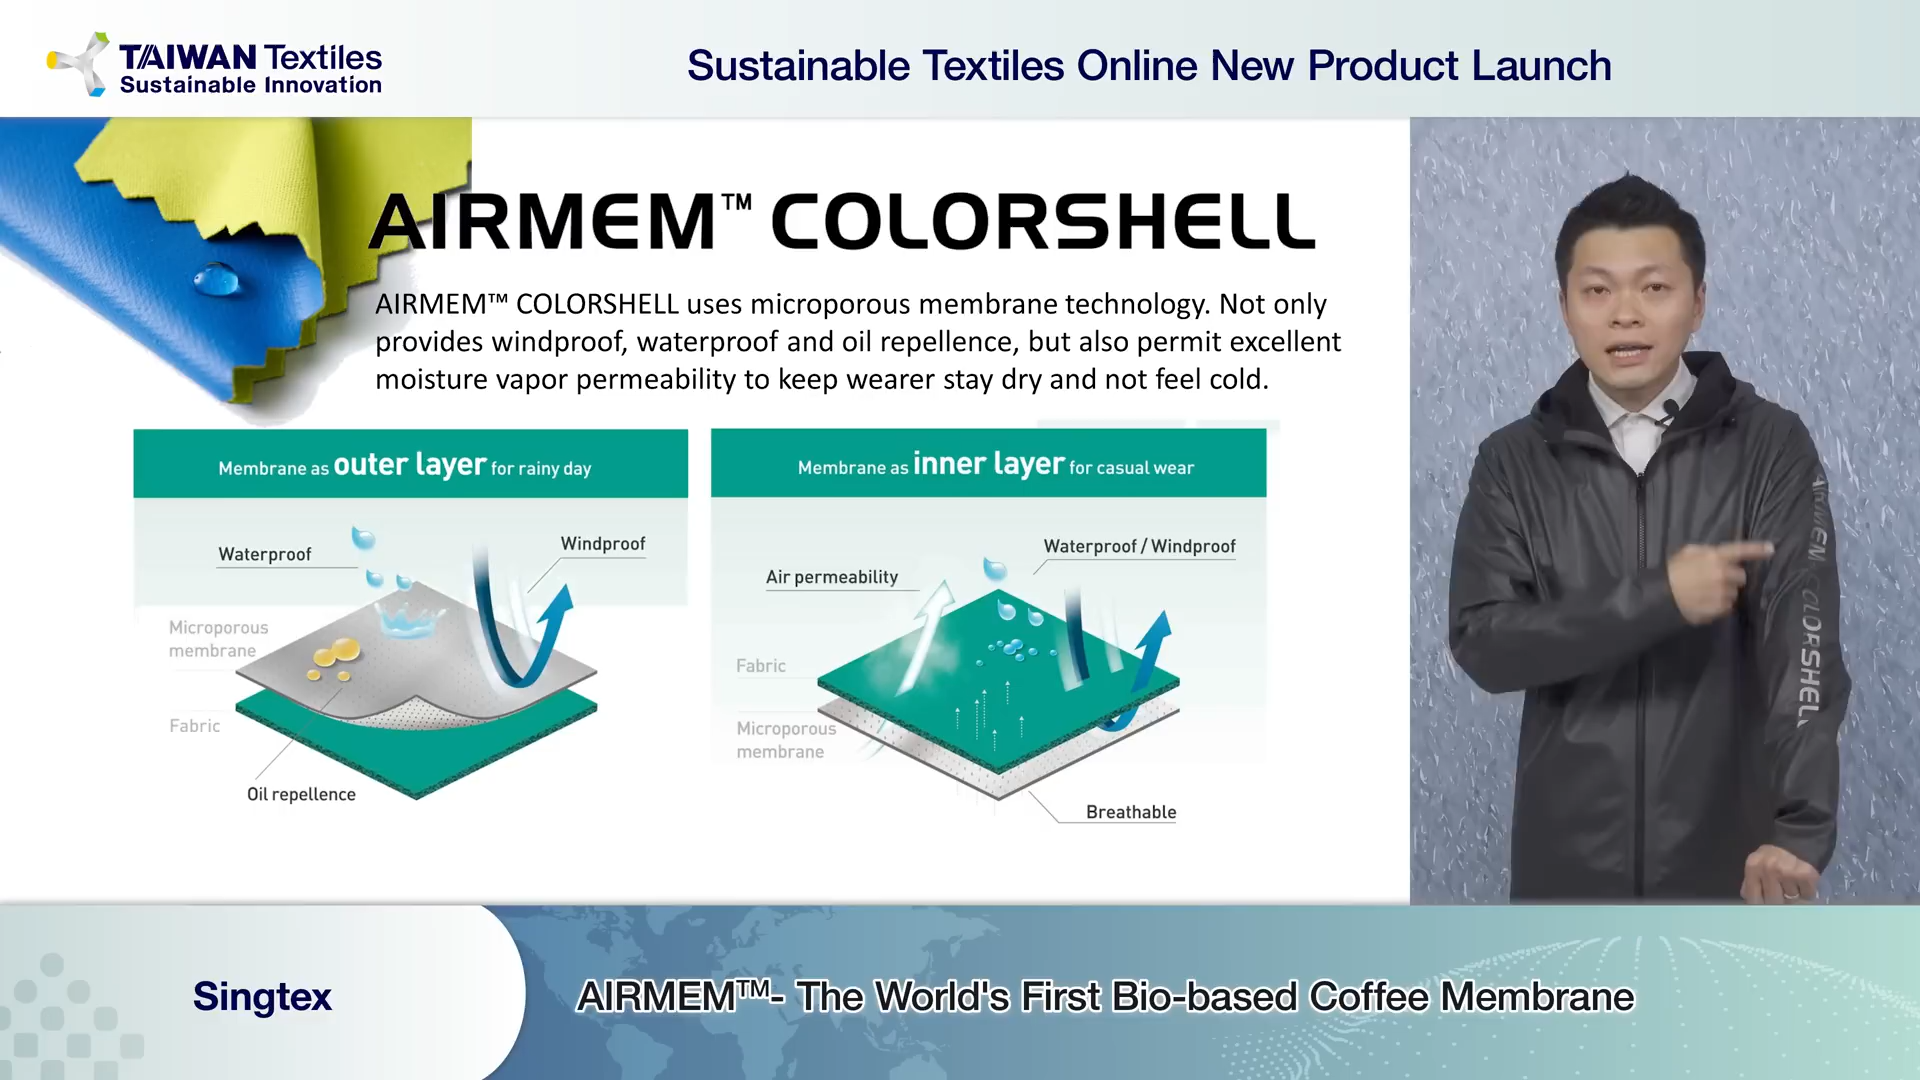 TAIWAN Textiles
Sustainable Innovation
Sustainable Textiles Online New Product Launch
AIRMEM™ COLORSHELL
AIRMEM™ COLORSHELL uses microporous membrane technology. Not only
provides windproof, waterproof and oil repellence, but also permit excellent
moisture vapor permeability to keep wearer stay dry and not feel cold.
Membrane as outer layer for rainy day
Waterproof
Windproof
Microporous
membrane
Fabric
Oil repellence
Membrane as inner layer for casual wear
Waterproof / Windproof
Air permeability
Fabric
Microporous
membrane
Breathable
AIRMEM COLORSHELL
Singtex
AIRMEM™- The World's First Bio-based Coffee Membrane